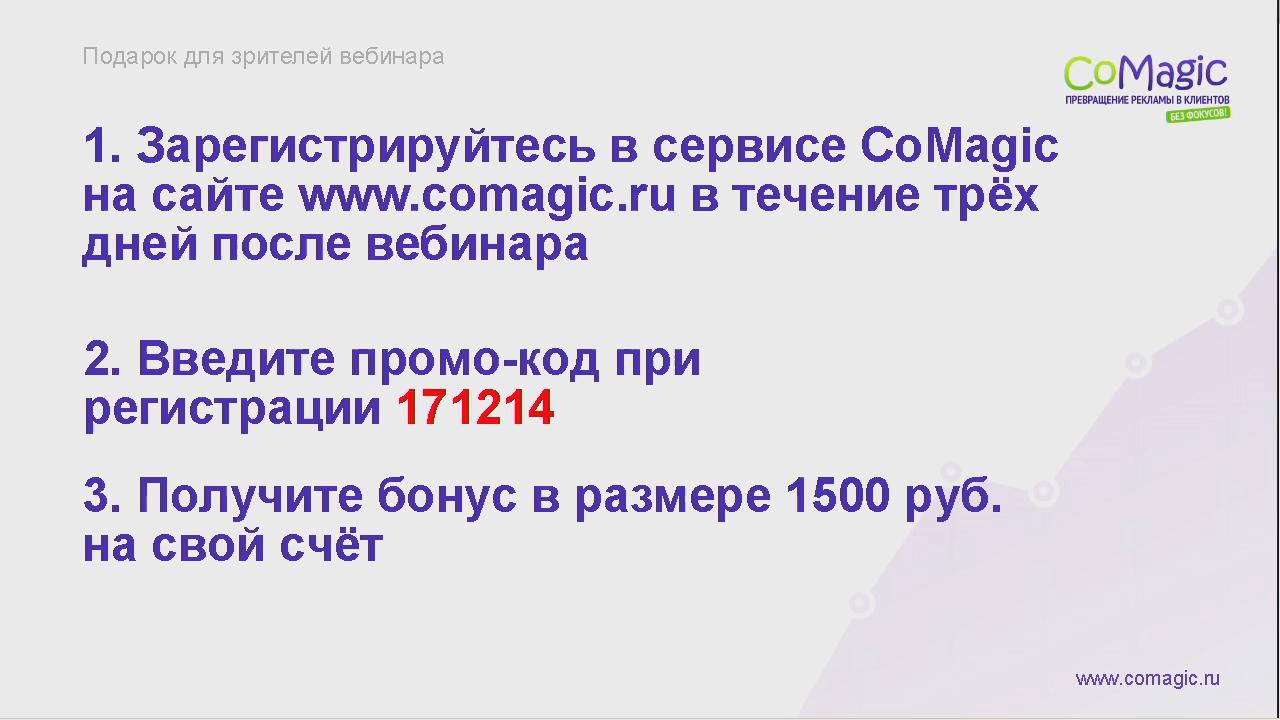 Подарок для зрителей вебинара
CoMagic
ПРЕВРАЩЕНИЕ РЕКЛАМЫ В КЛИЕНТОВ
БЕЗ ФОКУСОВ!
1. Зарегистрируйтесь в сервисе CoMagic
на сайте www.comagic.ru в течение трёх
дней после вебинара
2. Введите промо-код при
регистрации 171214
3. Получите бонус в размере 1500 руб.
на свой счёт
www.comagic.ru